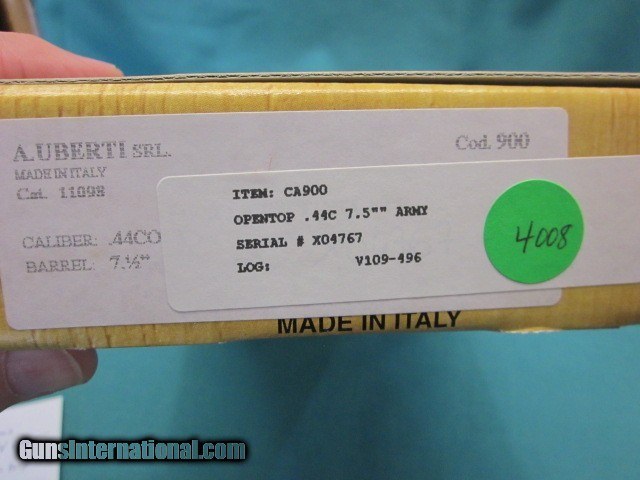 A. UBERTI SRL.
Cod. 900
MADE IN ITALY
Cat. 11098
CALIBER: .44CO
BARREL: 7.½"
ITEM: CA900
OPENTOP .44C 7.5"" ARMY
SERIAL # X04767
LOG: V109-496
4008
MADE IN ITALY
GunsInternational.com